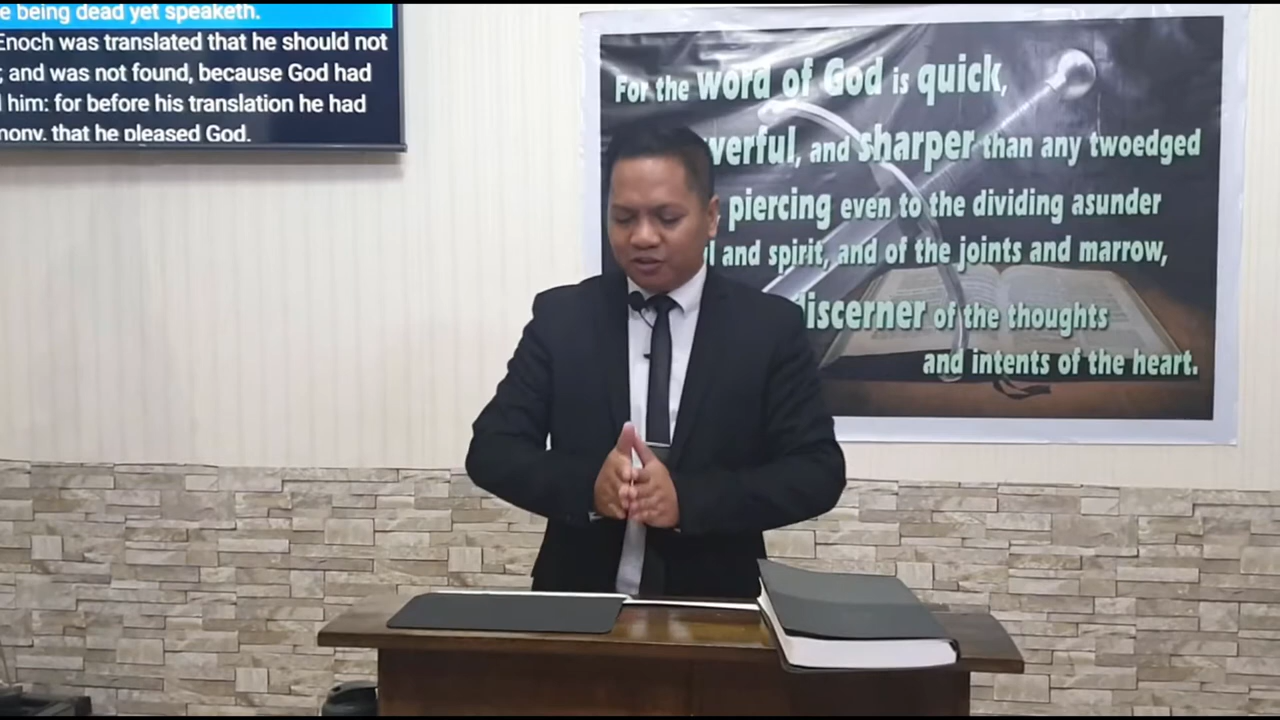 e being dead yet speaketh.
Enoch was translated that he should not
; and was not found, because God had
him: for before his translation he had
mony, that he pleased God.
For the word of God is quick,
verful, and sharper than any twoedged
piercing even to the dividing asunder
l and spirit, and of the joints and marrow,
discerner of the thoughts
and intents of the heart.